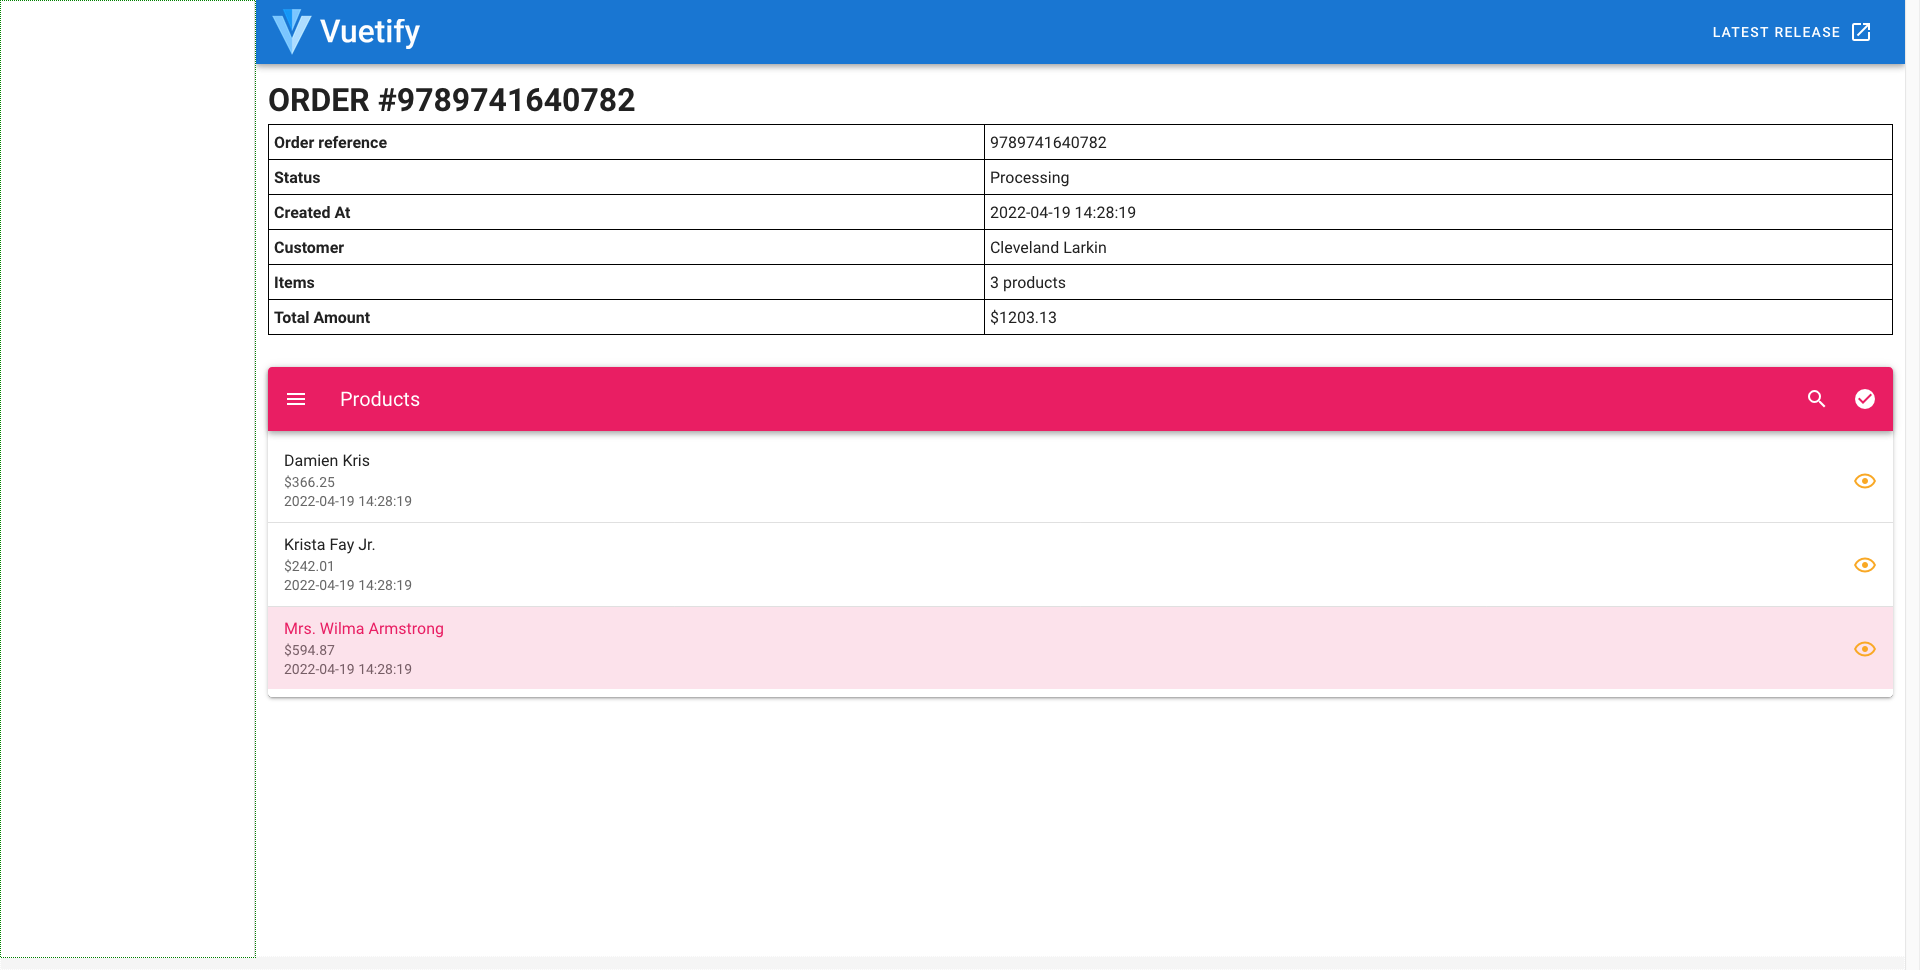 Vuetify
LATEST RELEASE
ORDER #9789741640782
Order reference 9789741640782
Status Processing
Created At 2022-04-19 14:28:19
Customer Cleveland Larkin
Items 3 products
Total Amount $1203.13
Products
Damien Kris
$366.25
2022-04-19 14:28:19
Krista Fay Jr.
$242.01
2022-04-19 14:28:19
Mrs. Wilma Armstrong
$594.87
2022-04-19 14:28:19